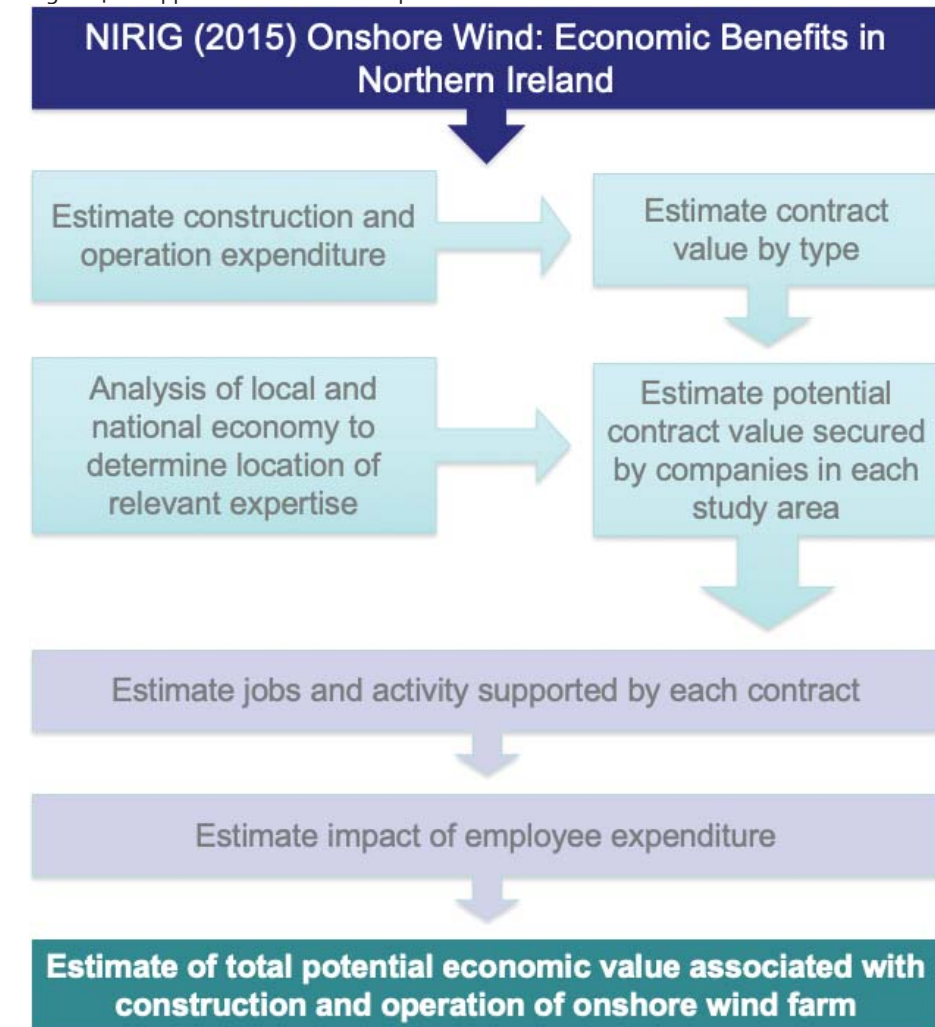 NIRIG (2015) Onshore Wind: Economic Benefits in
Northern Ireland
Estimate construction and
operation expenditure
Estimate contract
value by type
Analysis of local and
national economy to
determine location of
relevant expertise
Estimate potential
contract value secured
by companies in each
study area
Estimate jobs and activity supported by each contract
Estimate impact of employee expenditure
Estimate of total potential economic value associated with
construction and operation of onshore wind farm